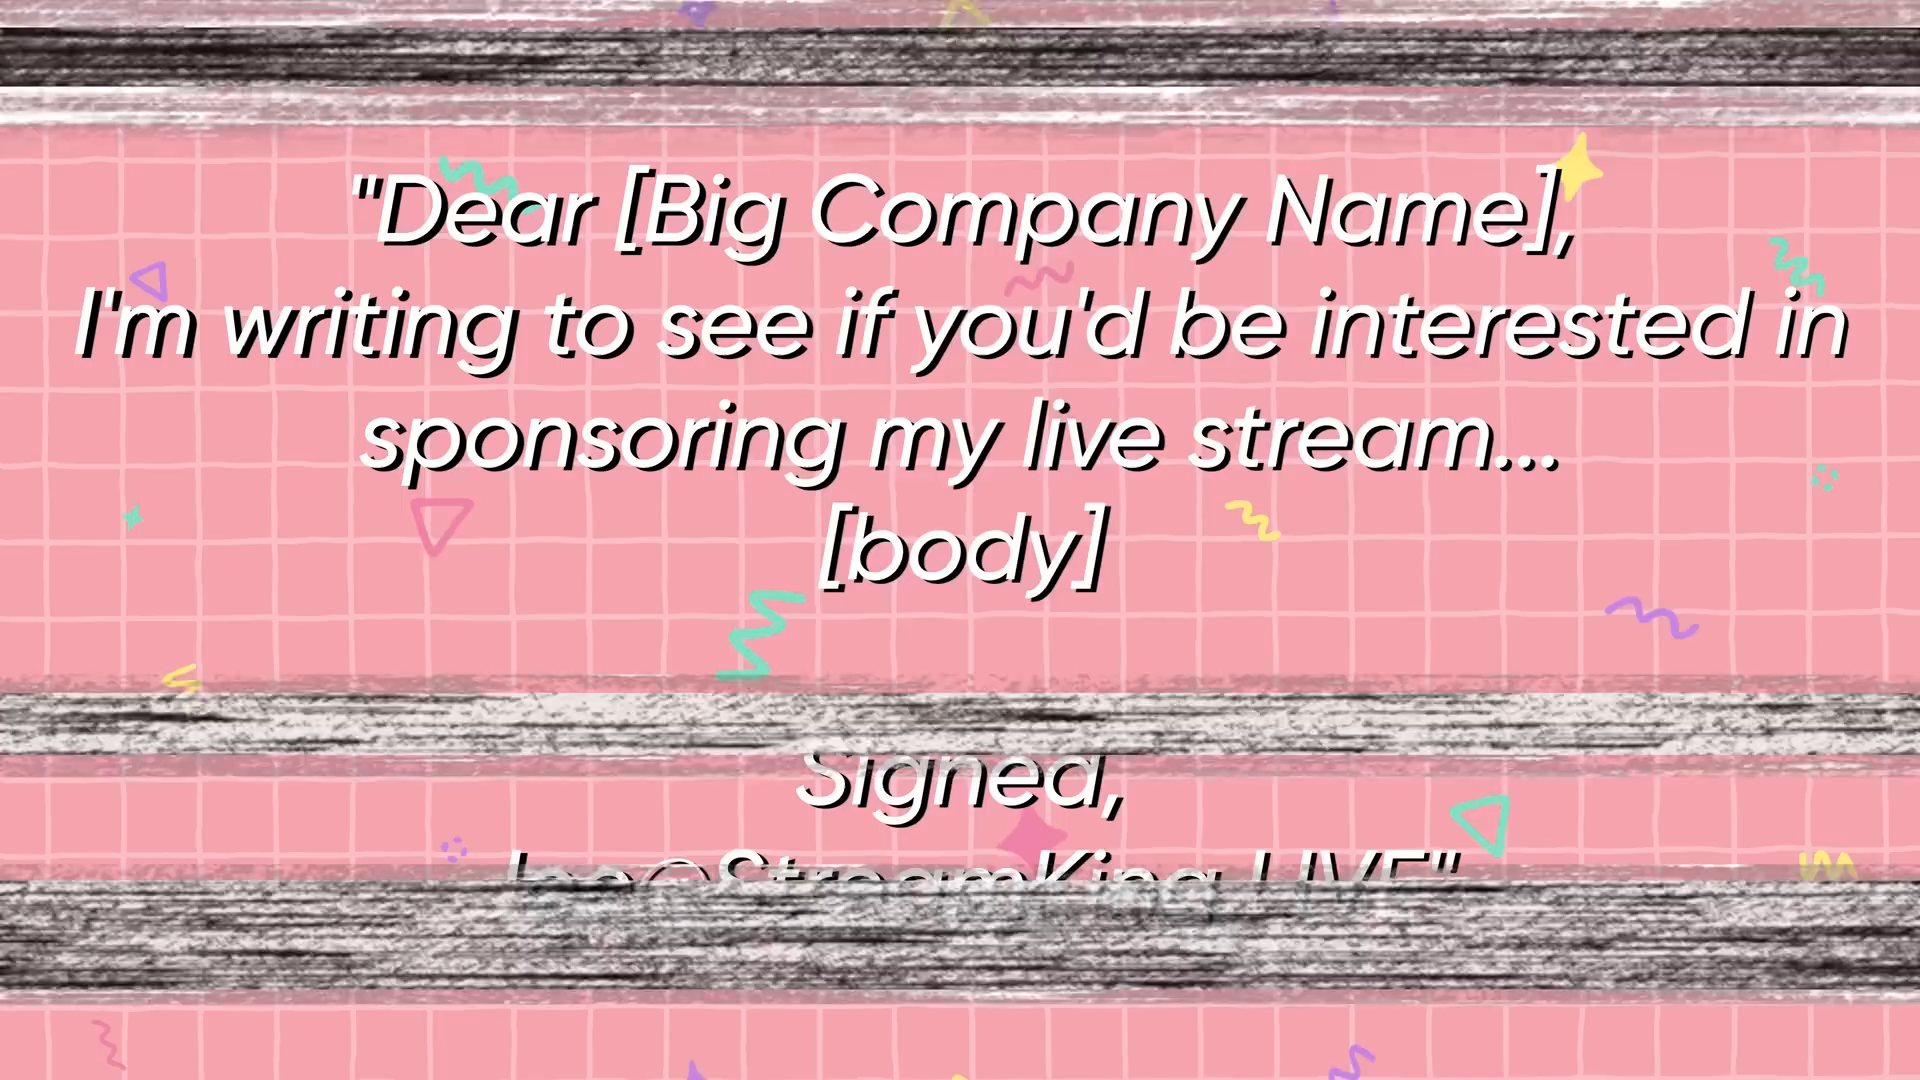 "Dear [Big Company Name],
I'm writing to see if you'd be interested in
sponsoring my live stream...
[body]
Signed,
Joe@StreamKing.LIVE"